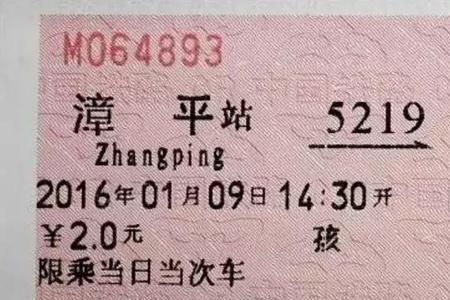 M064893
漳 平站 5219
Zhangping
2016年01月09日 14:30开
¥2.0元 孩
限乘当日当次车